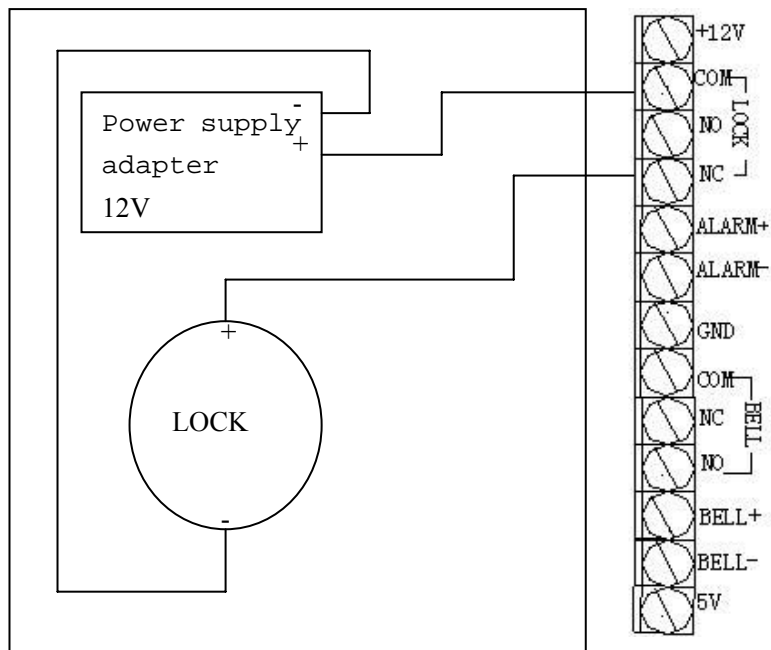 -
Power supply
+
adapter
12V
+
LOCK
-
+12V
COM
NO
LOCK
NC
ALARM+
ALARM-
GND
COM
NC
BELL
NO
BELL+
BELL-
5V